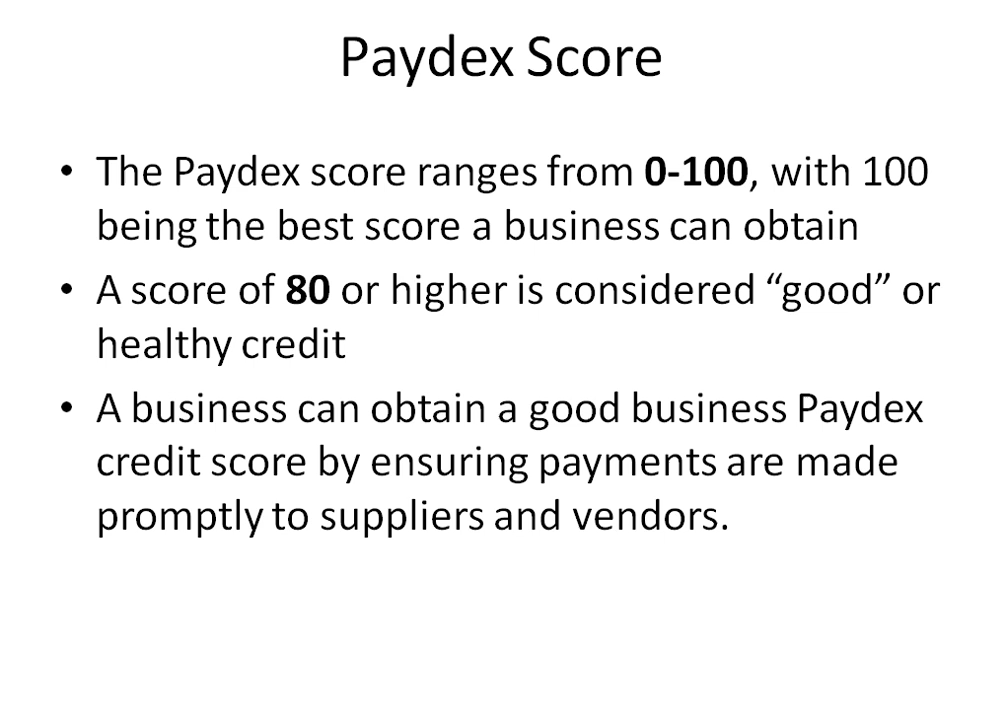 Paydex Score
• The Paydex score ranges from 0-100, with 100
being the best score a business can obtain
• A score of 80 or higher is considered “good” or
healthy credit
• A business can obtain a good business Paydex
credit score by ensuring payments are made
promptly to suppliers and vendors.